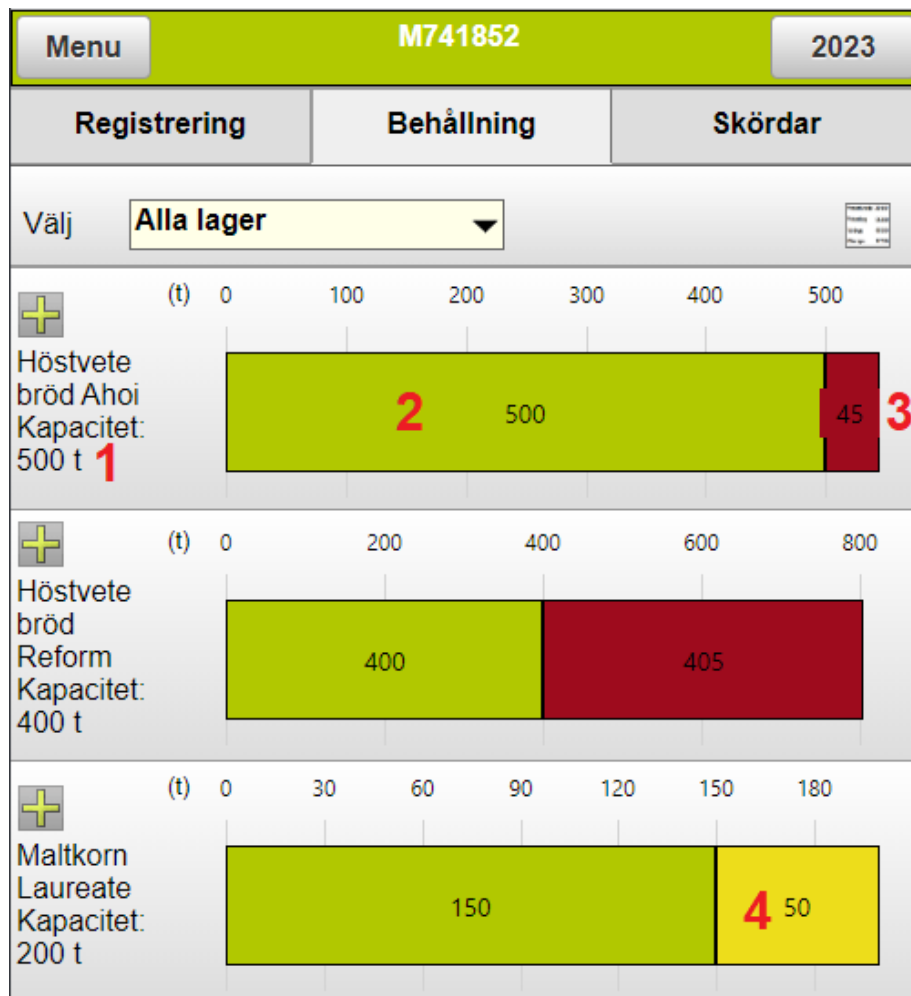 Menu M741852 2023
Registrering Behållning Skördar
Välj Alla lager
(t) 0 100 200 300 400 500
Höstvete
bröd Ahoi
Kapacitet:
500 t 1
2 500 45 3
(t) 0 200 400 600 800
Höstvete
bröd
Reform
Kapacitet:
400 t
400 405
(t) 0 30 60 90 120 150 180
Maltkorn
Laureate
Kapacitet:
200 t
150 4 50